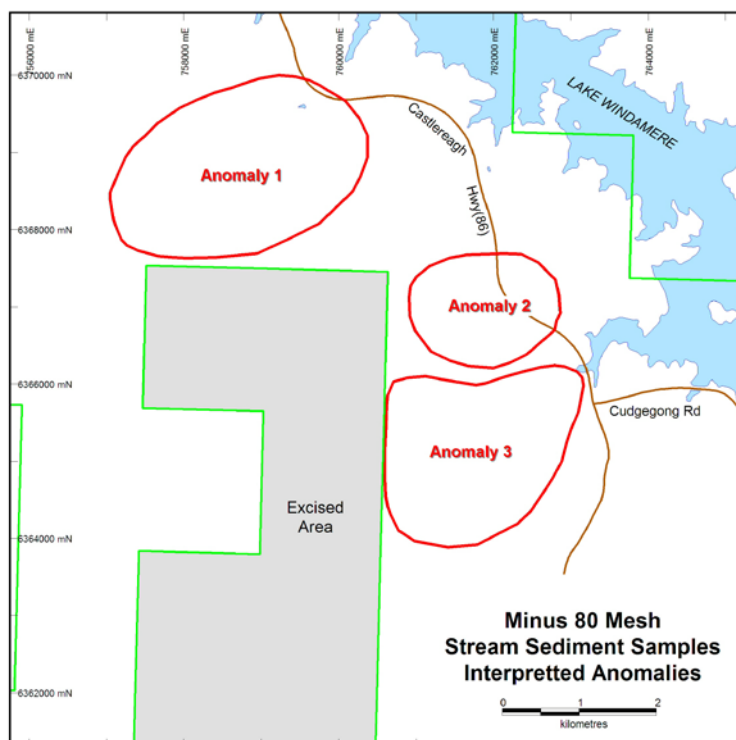 756000 mE
758000 mE
760000 mE
762000 mE
764000 mE
6370000 mN
LAKE WINDAMERE
Castlereagh
Anomaly 1
Hwy(86)
6368000 mN
Anomaly 2
6366000 mN
Cudgegong Rd
Anomaly 3
Excised
Area
6364000 mN
Minus 80 Mesh
Stream Sediment Samples
Interpretted Anomalies
6362000 mN
0 1 2
kilometres